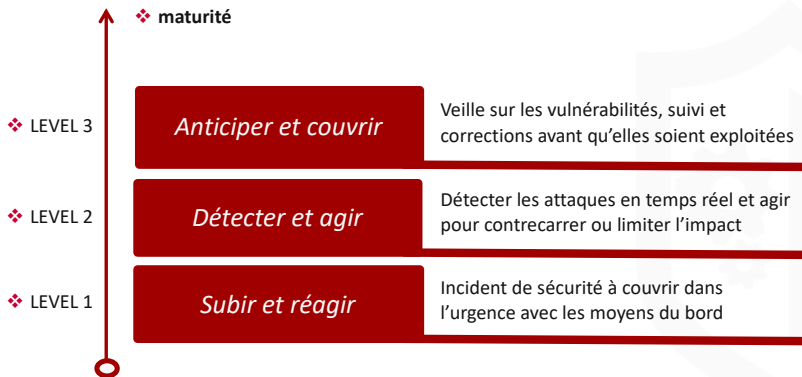 ❖ maturité
❖ LEVEL 3
Anticiper et couvrir
Veille sur les vulnérabilités, suivi et
corrections avant qu’elles soient exploitées
❖ LEVEL 2
Détecter et agir
Détecter les attaques en temps réel et agir
pour contrecarrer ou limiter l’impact
❖ LEVEL 1
Subir et réagir
Incident de sécurité à couvrir dans
l’urgence avec les moyens du bord